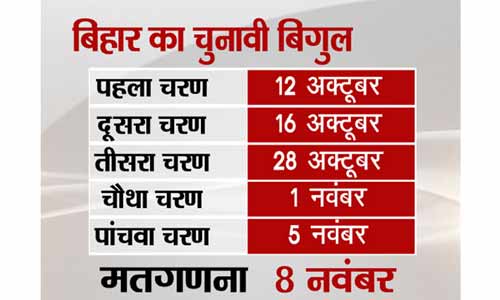 बिहार का चुनावी बिगुल
पहला चरण 12 अक्टूबर
दूसरा चरण 16 अक्टूबर
तीसरा चरण 28 अक्टूबर
चौथा चरण 1 नवंबर
पांचवा चरण 5 नवंबर
मतगणना 8 नवंबर